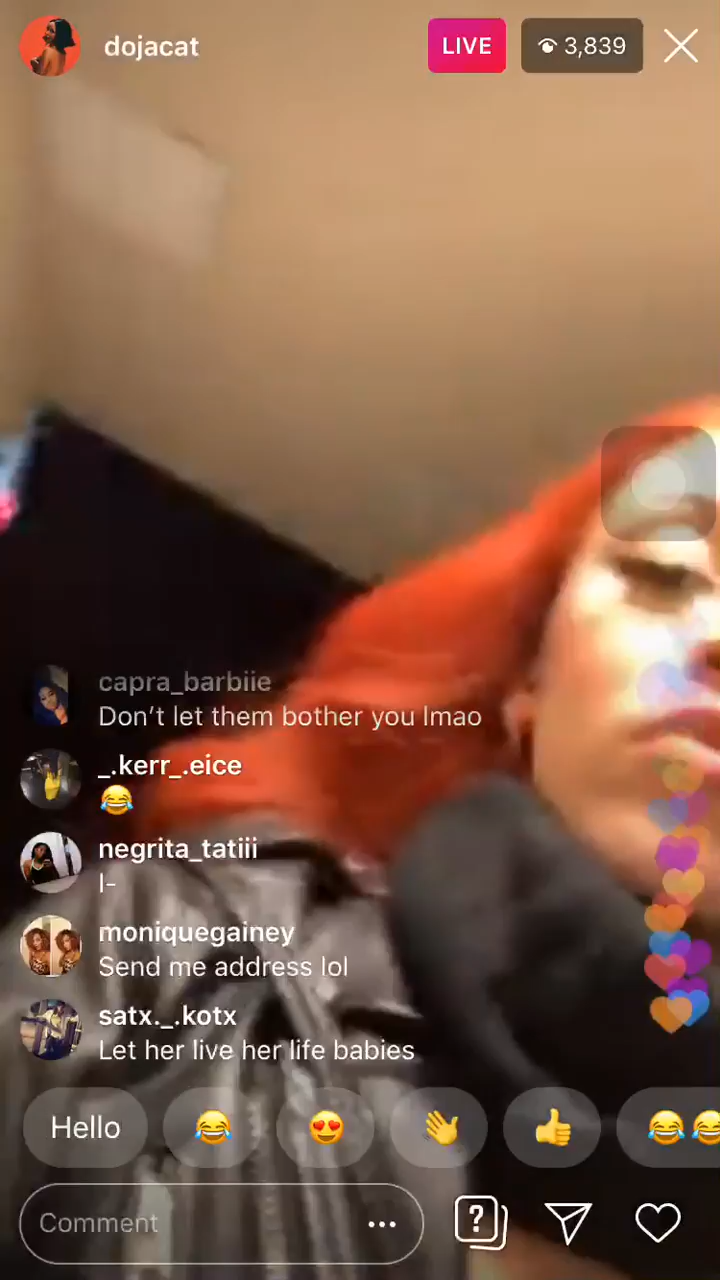 dojacat
LIVE
3,839
capra_barbiie
Don't let them bother you lmao
_.kerr_.eice
😂
negrita_tatiii
I-
moniquegainey
Send me address lol
satx._.kotx
Let her live her life babies
Hello 😂 😍 👋 👍 😂😂
Comment